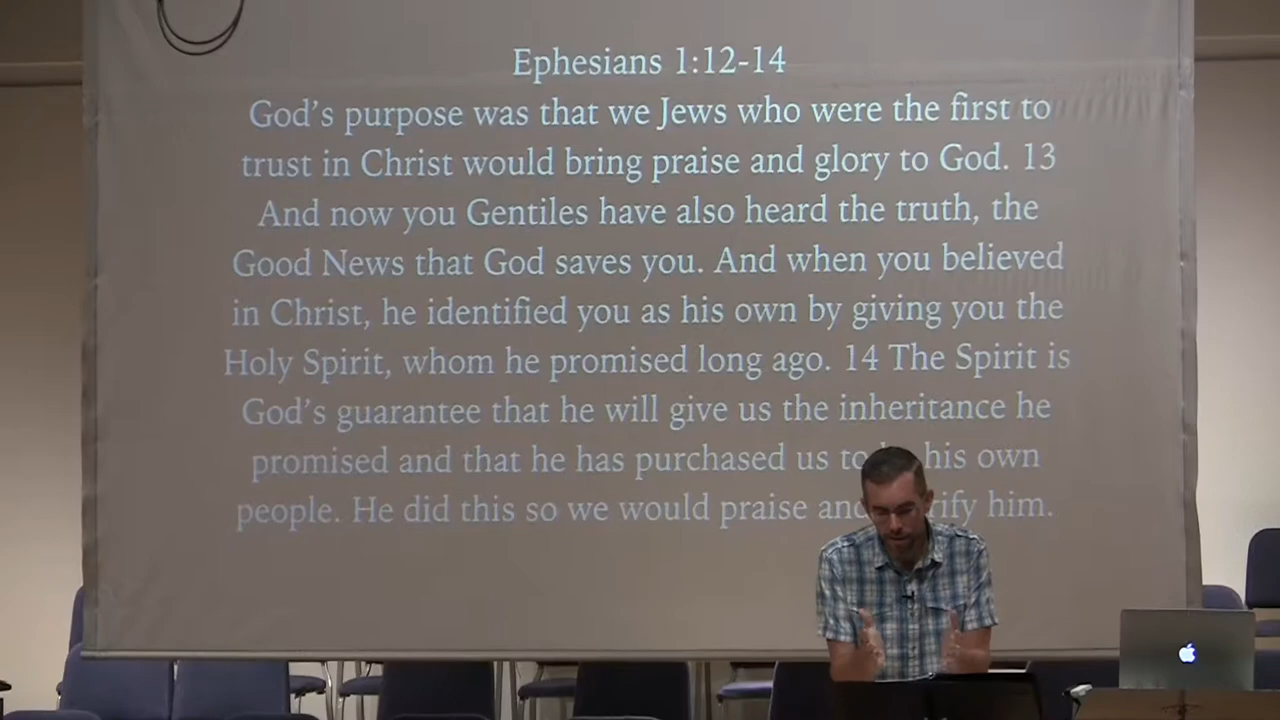 Ephesians 1:12-14
God's purpose was that we Jews who were the first to
trust in Christ would bring praise and glory to God. 13
And now you Gentiles have also heard the truth, the
Good News that God saves you. And when you believed
in Christ, he identified you as his own by giving you the
Holy Spirit, whom he promised long ago. 14 The Spirit is
God's guarantee that he will give us the inheritance he
promised and that he has purchased us to his own
people. He did this so we would praise and him.